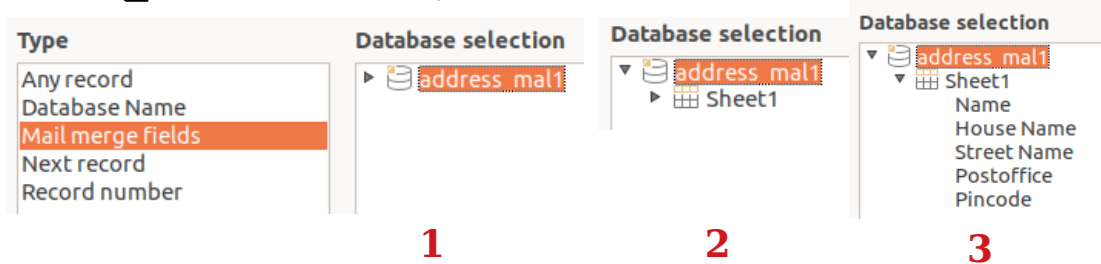 Type
Any record
Database Name
Mail merge fields
Next record
Record number
Database selection
address_mal1
1
Database selection
address_mal1
Sheet1
2
Database selection
address_mal1
Sheet1
Name
House Name
Street Name
Postoffice
Pincode
3